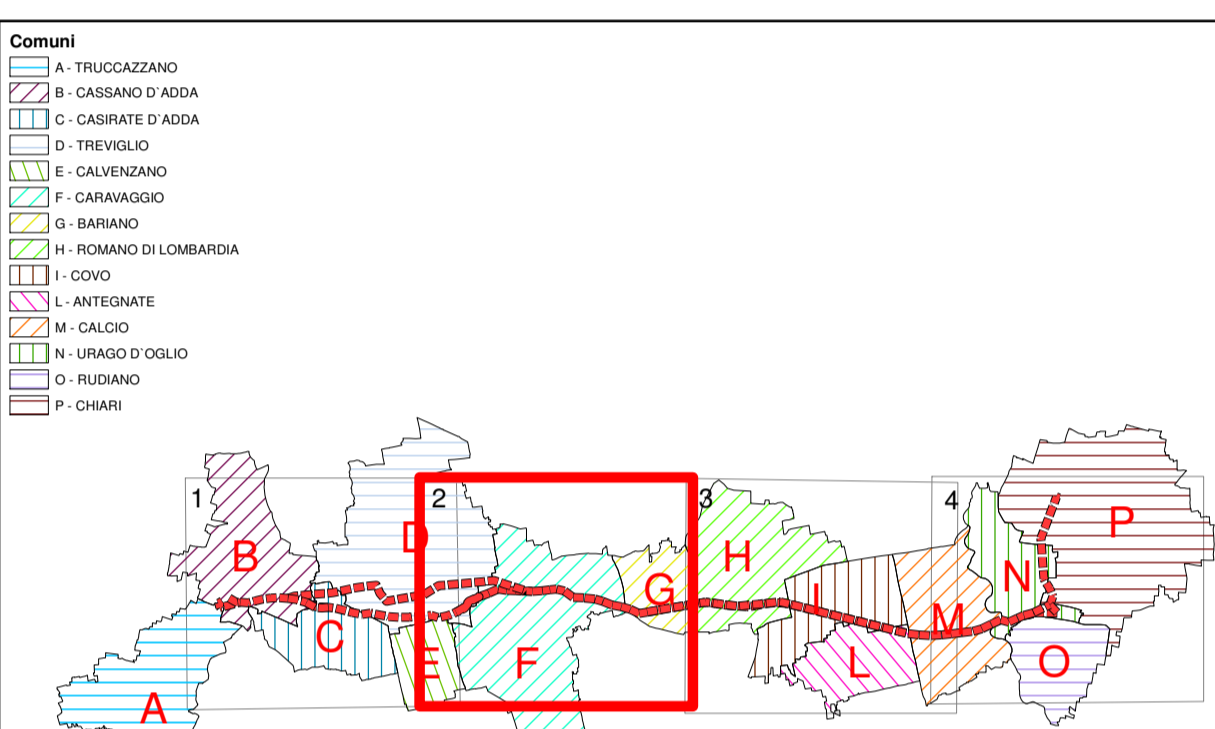 Comuni
A - TRUCCAZZANO
B - CASSANO D`ADDA
C - CASIRATE D`ADDA
D - TREVIGLIO
E - CALVENZANO
F - CARAVAGGIO
G - BARIANO
H - ROMANO DI LOMBARDIA
I - COVO
L - ANTEGNATE
M - CALCIO
N - URAGO D`OGLIO
O - RUDIANO
P - CHIARI
1 2 3 4
B D H P
G I M N
C E F L O
A